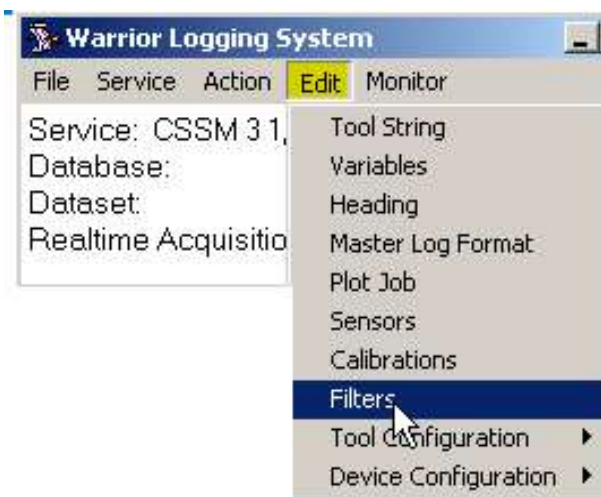 Warrior Logging System
File Service Action Edit Monitor
Service: CSSM 3 1,
Database:
Dataset:
Realtime Acquisitio
Tool String
Variables
Heading
Master Log Format
Plot Job
Sensors
Calibrations
Filters
Tool Configuration
Device Configuration